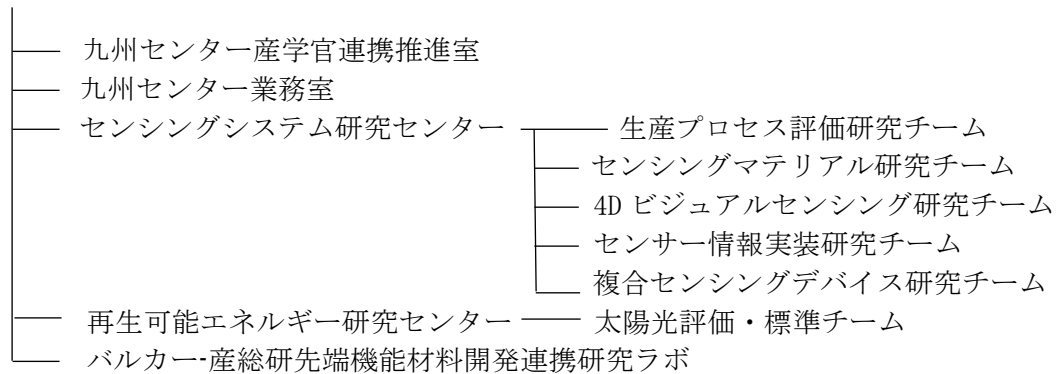 九州センター産学官連携推進室
九州センター業務室
センシングシステム研究センター 生産プロセス評価研究チーム
センシングマテリアル研究チーム
4D ビジュアルセンシング研究チーム
センサー情報実装研究チーム
複合センシングデバイス研究チーム
再生可能エネルギー研究センター 太陽光評価・標準チーム
バルカー-産総研先端機能材料開発連携研究ラボ